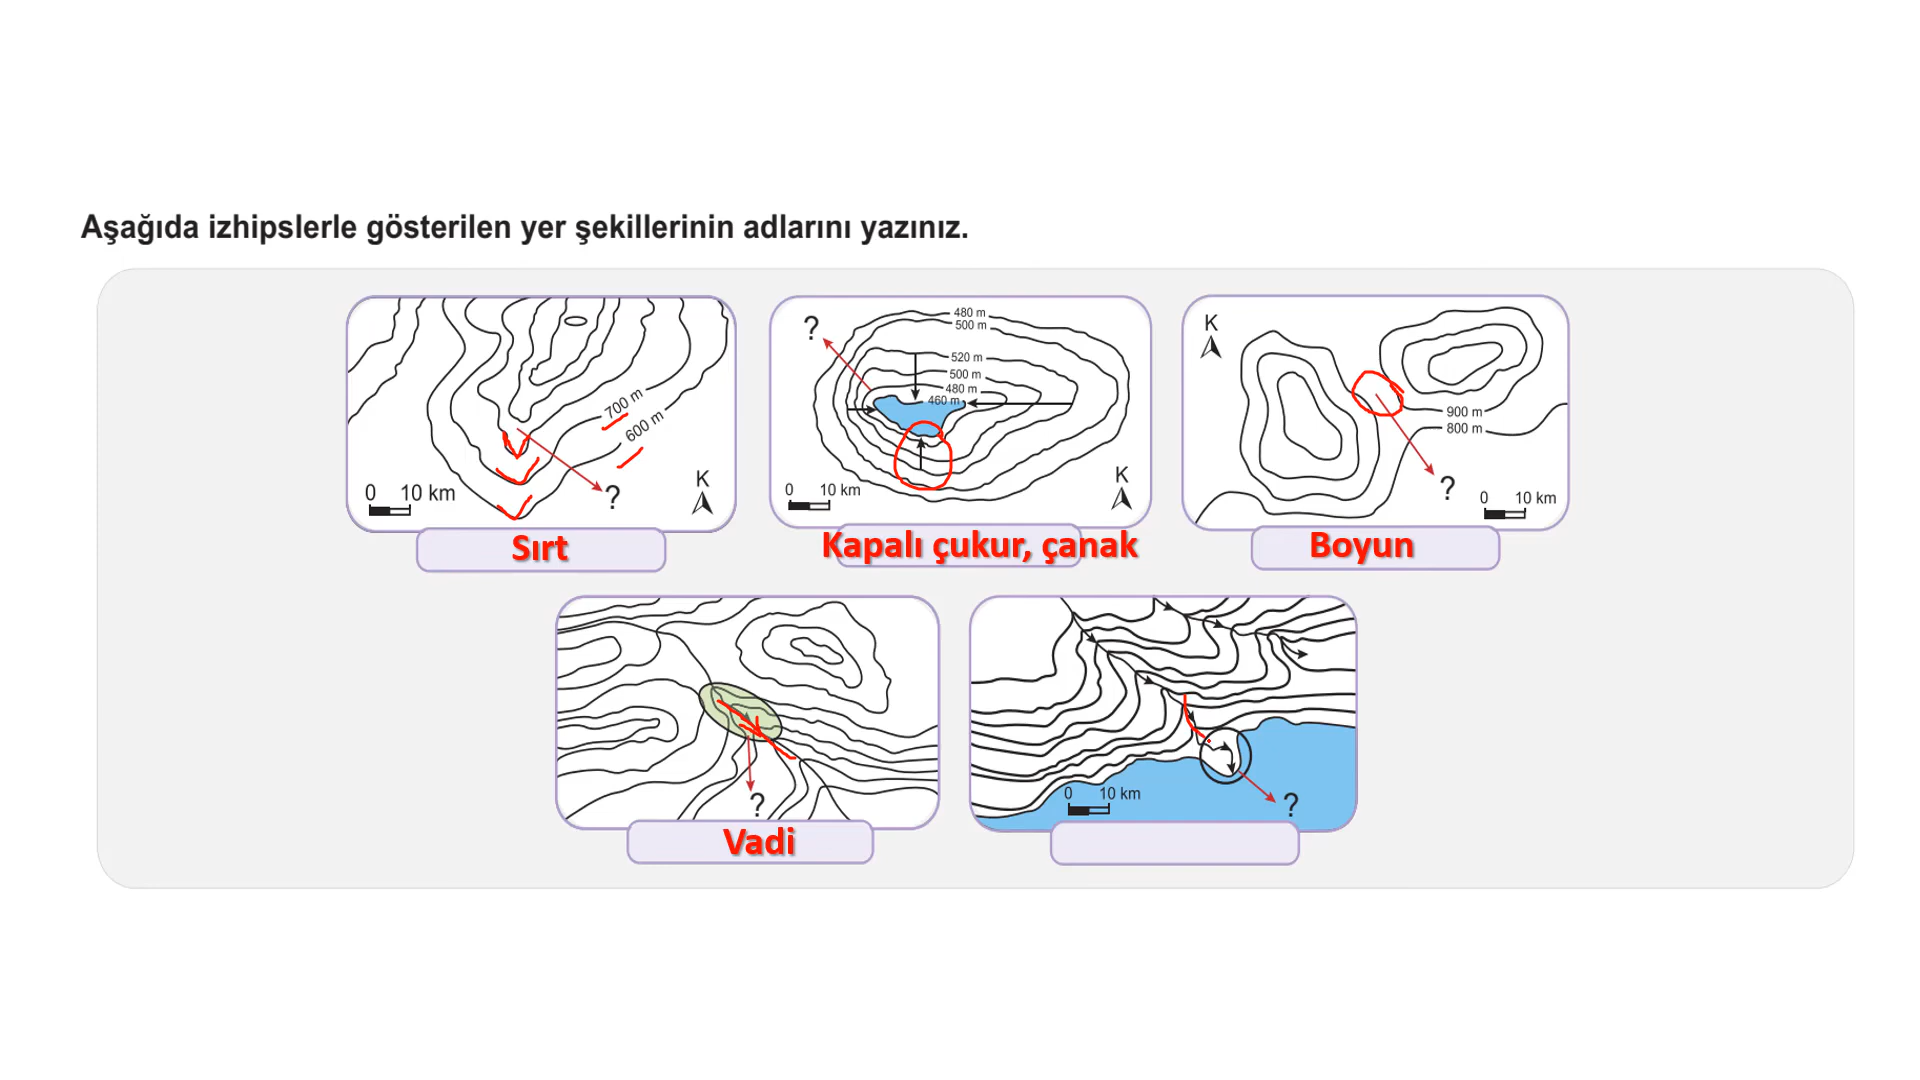 Aşağıda izhipslerle gösterilen yer şekillerinin adlarını yazınız.
700 m
600 m
0 10 km
?
K
Sırt
?
480 m
500 m
520 m
500 m
480 m
460 m
0 10 km
K
Kapalı çukur, çanak
K
900 m
800 m
?
0 10 km
Boyun
?
Vadi
0 10 km
?